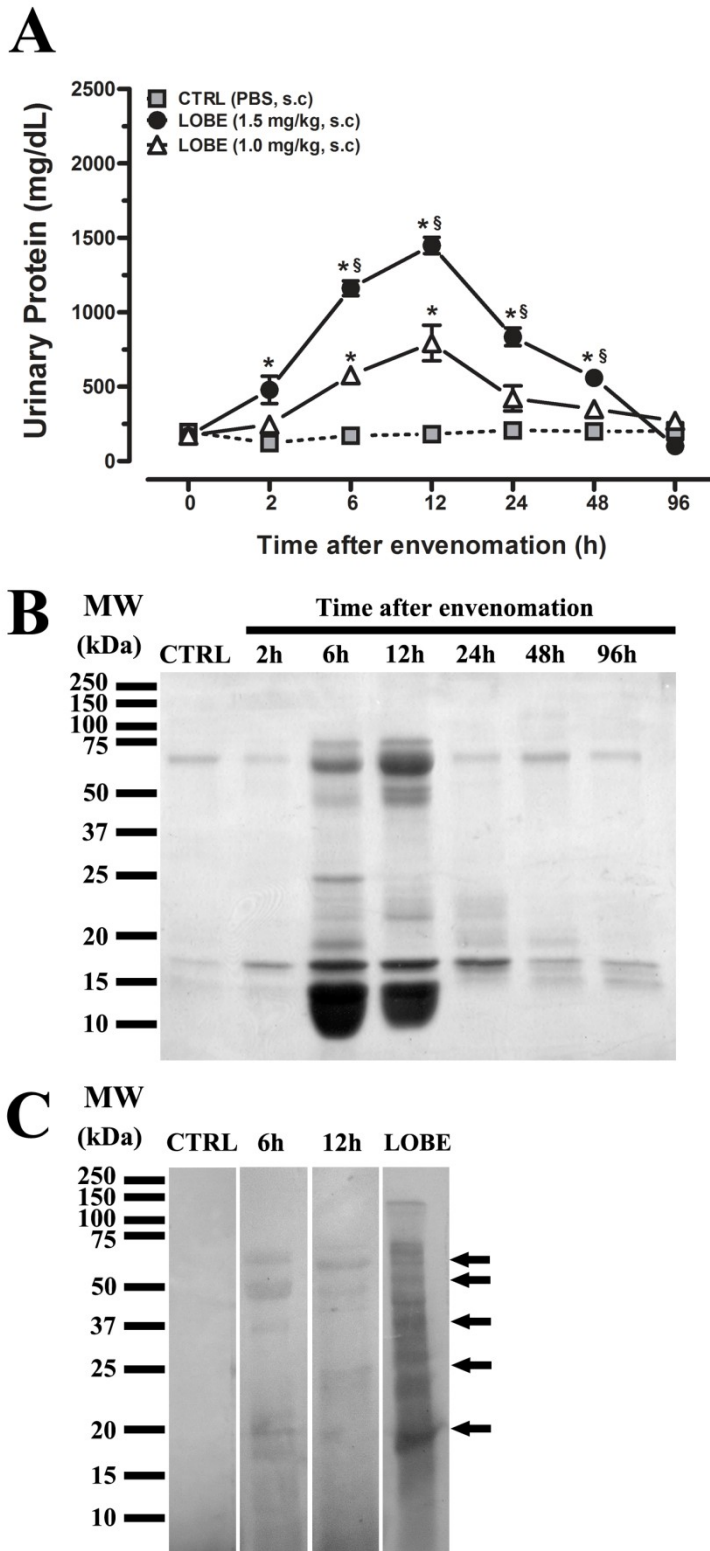 A
Urinary Protein (mg/dL)
2500
2000
1500
1000
500
0
CTRL (PBS, s.c)
LOBE (1.5 mg/kg, s.c)
LOBE (1.0 mg/kg, s.c)
*
* §
* §
* §
* §
*
*
0 2 6 12 24 48 96
Time after envenomation (h)
B
MW
(kDa)
Time after envenomation
CTRL 2h 6h 12h 24h 48h 96h
250
150
100
75
50
37
25
20
15
10
C
MW
(kDa)
CTRL 6h 12h LOBE
250
150
100
75
50
37
25
20
15
10